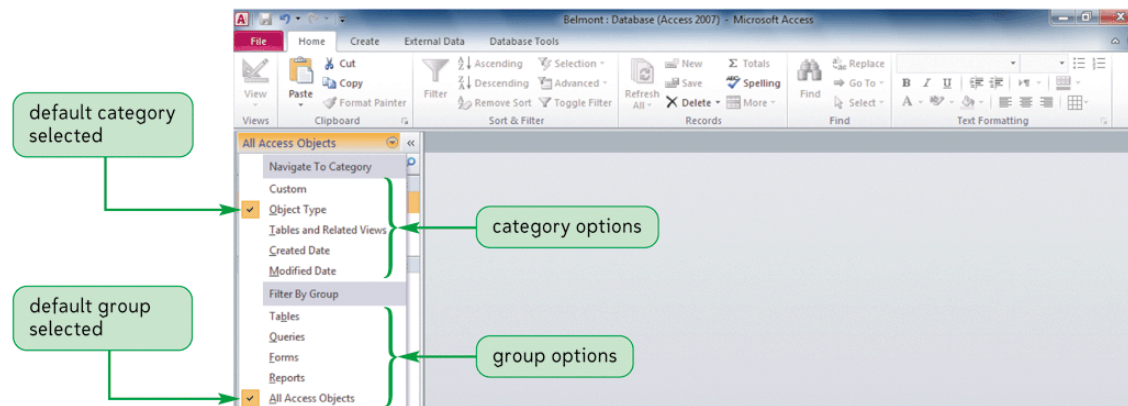 Belmont : Database (Access 2007) - Microsoft Access
File Home Create External Data Database Tools
Cut Ascending Selection New Totals Replace
Copy Descending Advanced Save Spelling Go To
View Paste Format Painter Filter Remove Sort Toggle Filter Refresh All Delete More Find Select
B I U
A
Views Clipboard Sort & Filter Records Find Text Formatting
default category
selected
All Access Objects
Navigate To Category
Custom
Object Type
Tables and Related Views
Created Date
Modified Date
category options
Filter By Group
default group
selected
Tables
Queries
Forms
Reports
All Access Objects
group options